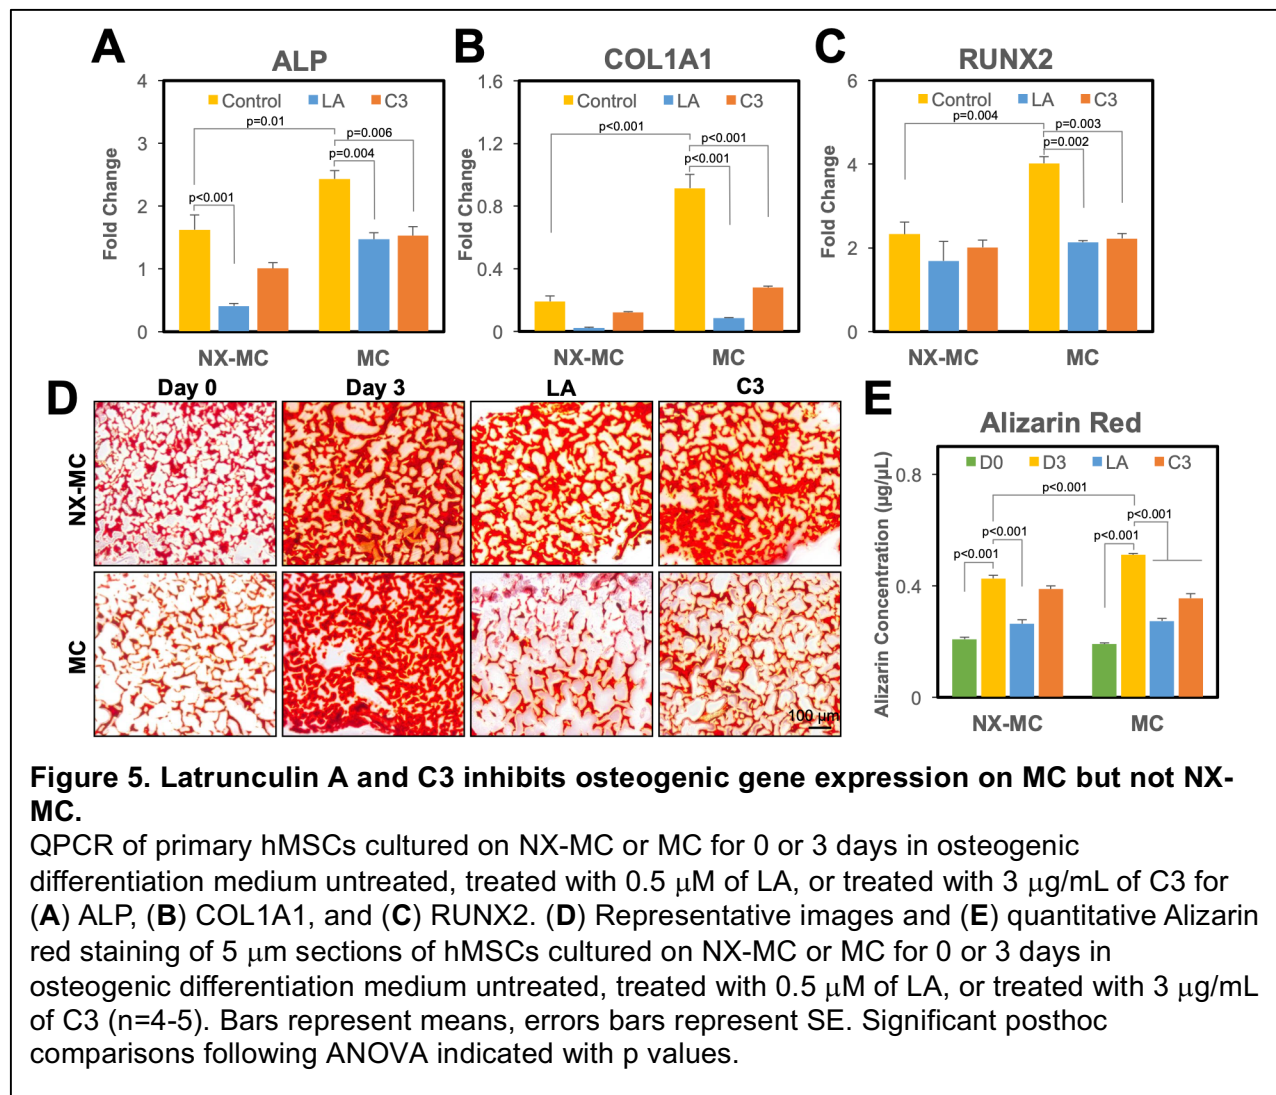 A
ALP
4
3
2
1
0
Fold Change
Control LA C3
p=0.01
p=0.006
p=0.004
p<0.001
NX-MC MC
B
COL1A1
1.6
1.2
0.8
0.4
0
Fold Change
Control LA C3
p<0.001
p<0.001
p<0.001
NX-MC MC
C
RUNX2
6
4
2
0
Fold Change
Control LA C3
p=0.004
p=0.003
p=0.002
NX-MC MC
D
Day 0 Day 3 LA C3
NX-MC
MC
100 µm
E
Alizarin Red
0.8
0.4
0
Alizarin Concentration (µg/µL)
D0 D3 LA C3
p<0.001
p<0.001
p<0.001
p<0.001
p<0.001
NX-MC MC
Figure 5. Latrunculin A and C3 inhibits osteogenic gene expression on MC but not NX-
MC.
QPCR of primary hMSCs cultured on NX-MC or MC for 0 or 3 days in osteogenic
differentiation medium untreated, treated with 0.5 µM of LA, or treated with 3 µg/mL of C3 for
(A) ALP, (B) COL1A1, and (C) RUNX2. (D) Representative images and (E) quantitative Alizarin
red staining of 5 µm sections of hMSCs cultured on NX-MC or MC for 0 or 3 days in
osteogenic differentiation medium untreated, treated with 0.5 µM of LA, or treated with 3 µg/mL
of C3 (n=4-5). Bars represent means, errors bars represent SE. Significant posthoc
comparisons following ANOVA indicated with p values.